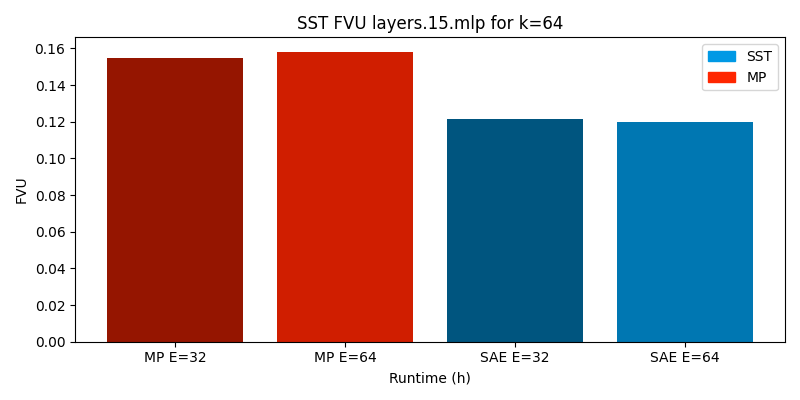 SST FVU layers.15.mlp for k=64
SST
MP
FVU
0.16
0.14
0.12
0.10
0.08
0.06
0.04
0.02
0.00
MP E=32
MP E=64
SAE E=32
SAE E=64
Runtime (h)